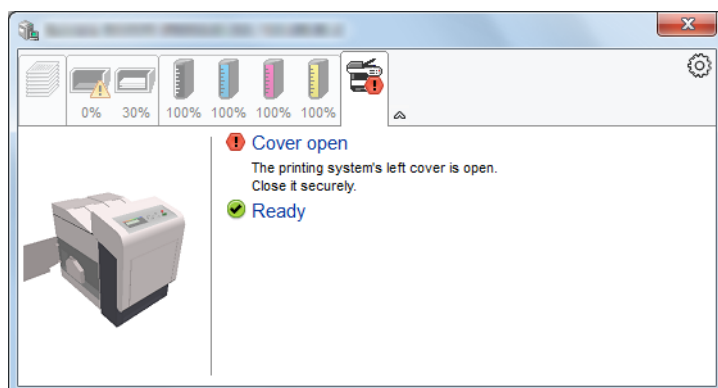 0% 30% 100% 100% 100% 100%
Cover open
The printing system's left cover is open.
Close it securely.
Ready